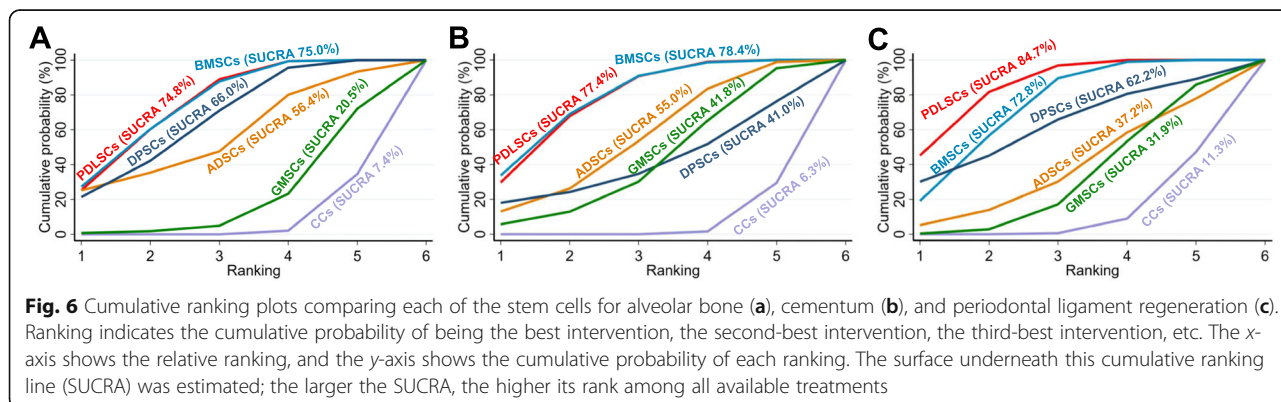 A
Cumulative probability (%)
100
80
60
40
20
0
PDLSCs (SUCRA 74.8%)
BMSCs (SUCRA 75.0%)
DPSCs (SUCRA 66.0%)
ADSCs (SUCRA 56.4%)
GMSCs (SUCRA 20.5%)
CCs (SUCRA 7.4%)
1 2 3 4 5 6
Ranking
B
Cumulative probability (%)
100
80
60
40
20
0
PDLSCs (SUCRA 77.4%)
BMSCs (SUCRA 78.4%)
ADSCs (SUCRA 55.0%)
GMSCs (SUCRA 41.8%)
DPSCs (SUCRA 41.0%)
CCs (SUCRA 6.3%)
1 2 3 4 5 6
Ranking
C
Cumulative probability (%)
100
80
60
40
20
0
PDLSCs (SUCRA 84.7%)
BMSCs (SUCRA 72.8%)
DPSCs (SUCRA 62.2%)
ADSCs (SUCRA 37.2%)
GMSCs (SUCRA 31.9%)
CCs (SUCRA 11.3%)
1 2 3 4 5 6
Ranking
Fig. 6 Cumulative ranking plots comparing each of the stem cells for alveolar bone (a), cementum (b), and periodontal ligament regeneration (c).
Ranking indicates the cumulative probability of being the best intervention, the second-best intervention, the third-best intervention, etc. The x-
axis shows the relative ranking, and the y-axis shows the cumulative probability of each ranking. The surface underneath this cumulative ranking
line (SUCRA) was estimated; the larger the SUCRA, the higher its rank among all available treatments